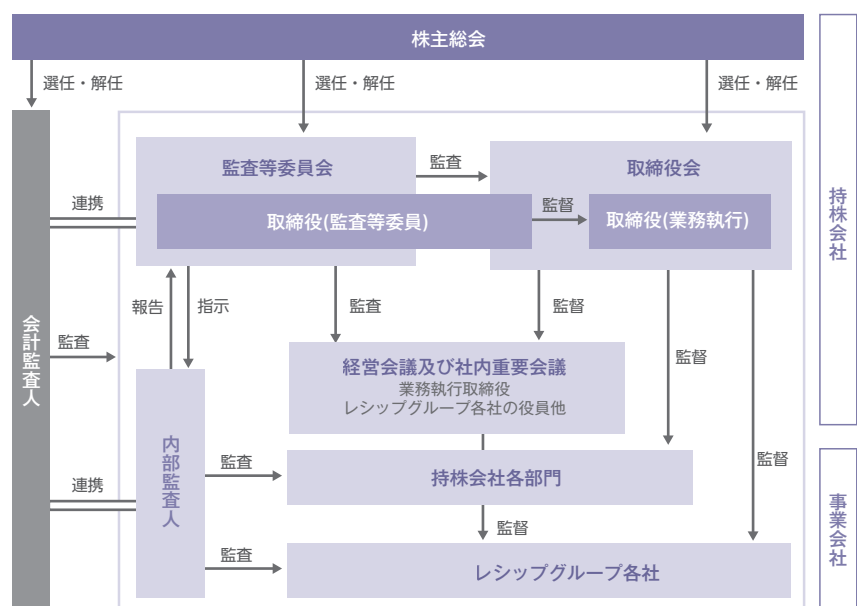 株主総会
選任・解任
選任・解任
選任・解任
持株会社
監査等委員会
監査
取締役会
連携
取締役(監査等委員)
監督
取締役(業務執行)
報告
指示
監査
監督
会計監査人
監査
監督
経営会議及び社内重要会議
業務執行取締役
レシップグループ各社の役員他
内部監査人
監査
持株会社各部門
監督
連携
監督
事業会社
監査
レシップグループ各社